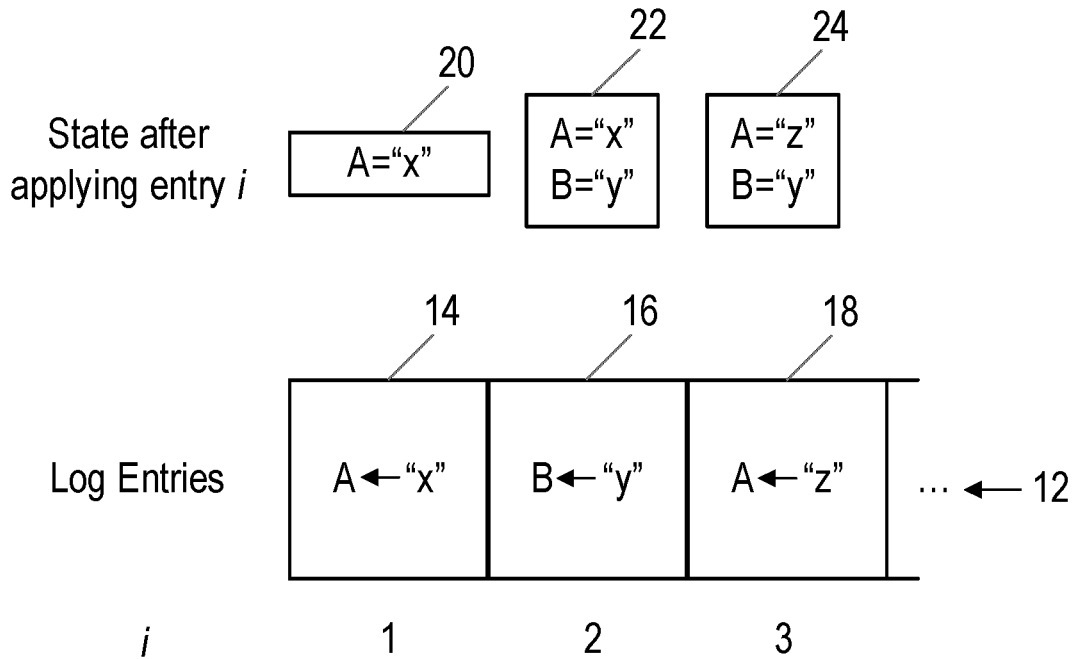 20
22
24
State after
applying entry i
A=“x”
A=“x”
B=“y”
A=“z”
B=“y”
14
16
18
Log Entries
A←“x”
B←“y”
A←“z”
... ← 12
i
1
2
3